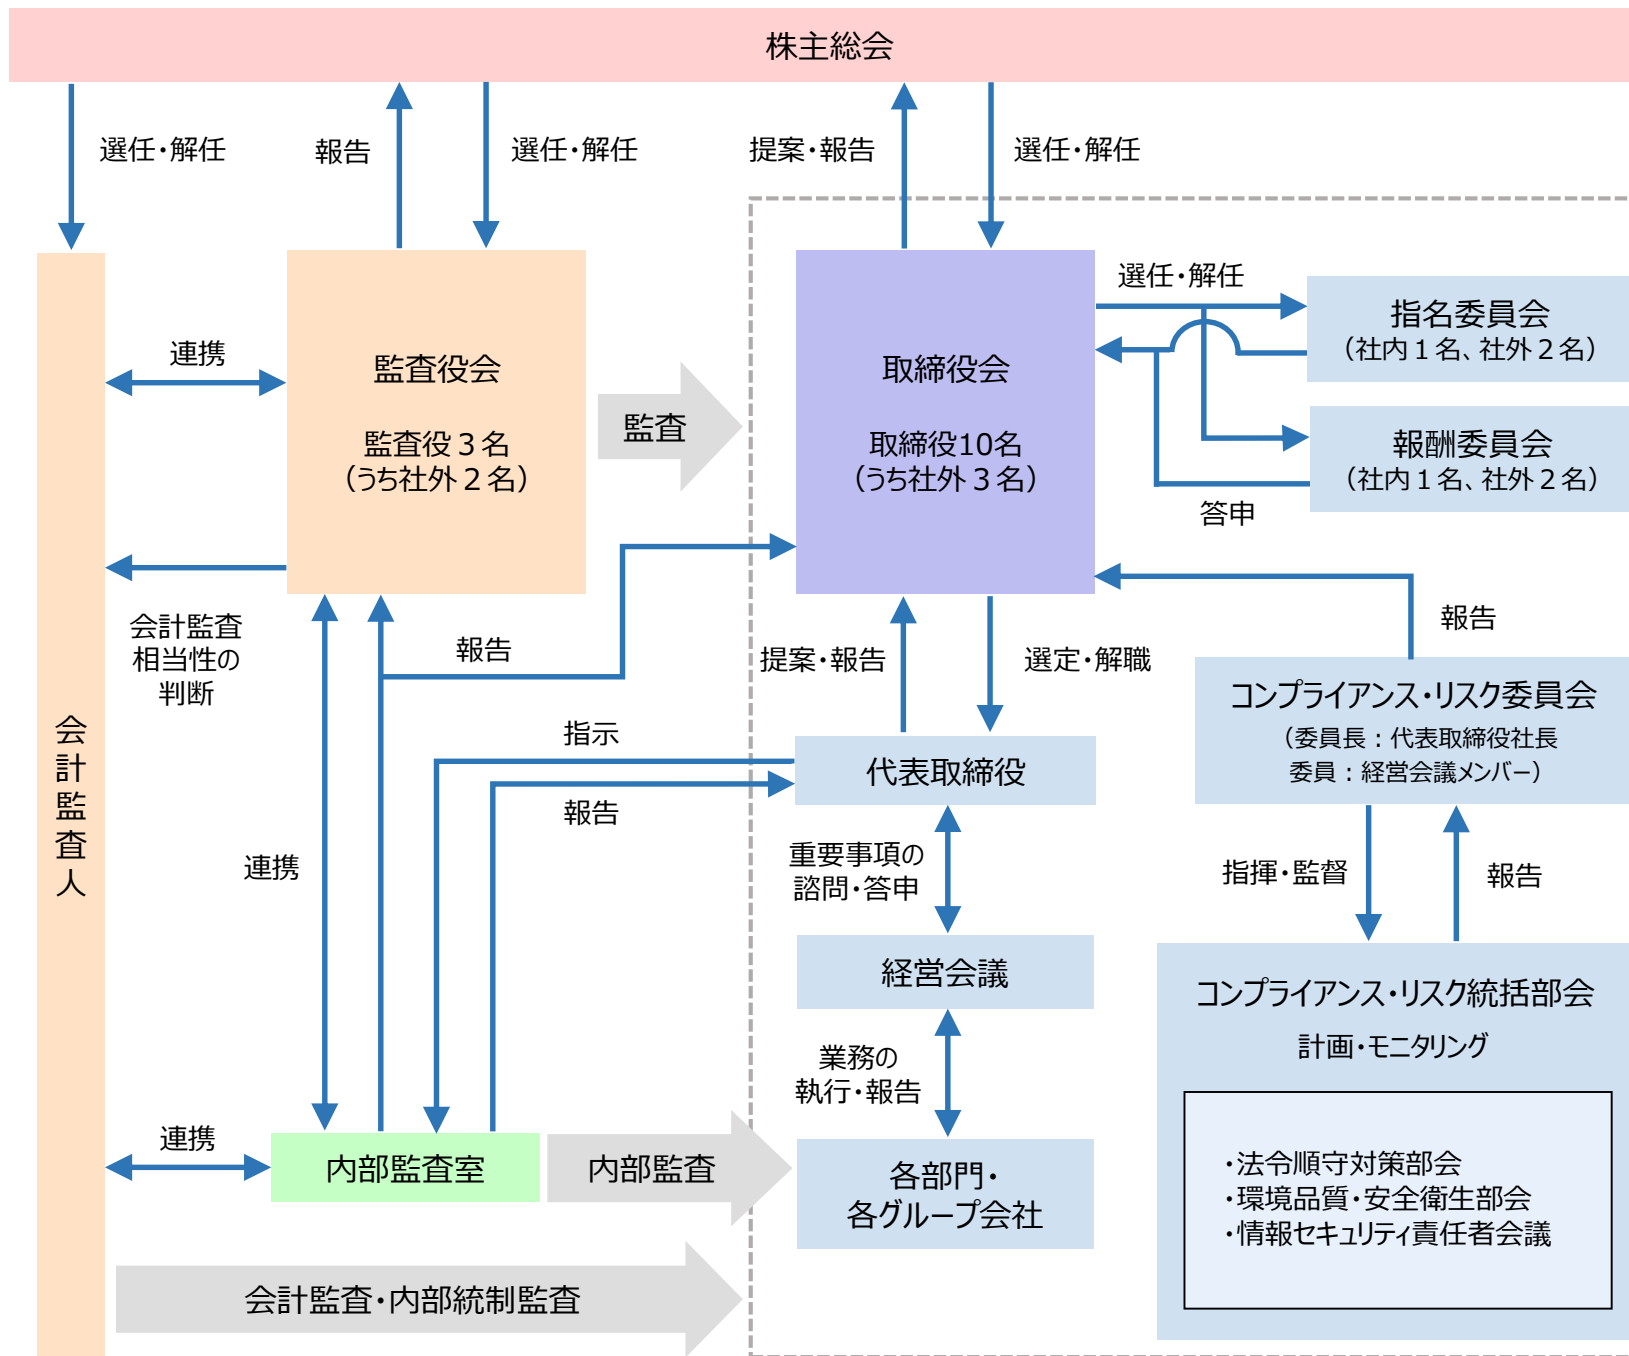 株主総会
選任・解任
報告
選任・解任
提案・報告
選任・解任
選任・解任
指名委員会
（社内１名、社外２名）
連携
監査役会
監査役３名
（うち社外２名）
監査
取締役会
取締役10名
（うち社外３名）
報酬委員会
（社内１名、社外２名）
答申
会計監査
相当性の
判断
報告
提案・報告
選定・解職
報告
コンプライアンス・リスク委員会
（委員長：代表取締役社長
委員：経営会議メンバー）
指示
代表取締役
報告
会計監査人
連携
重要事項の
諮問・答申
指揮・監督
報告
経営会議
コンプライアンス・リスク統括部会
計画・モニタリング
業務の
執行・報告
連携
内部監査室
内部監査
各部門・
各グループ会社
・法令順守対策部会
・環境品質・安全衛生部会
・情報セキュリティ責任者会議
会計監査・内部統制監査